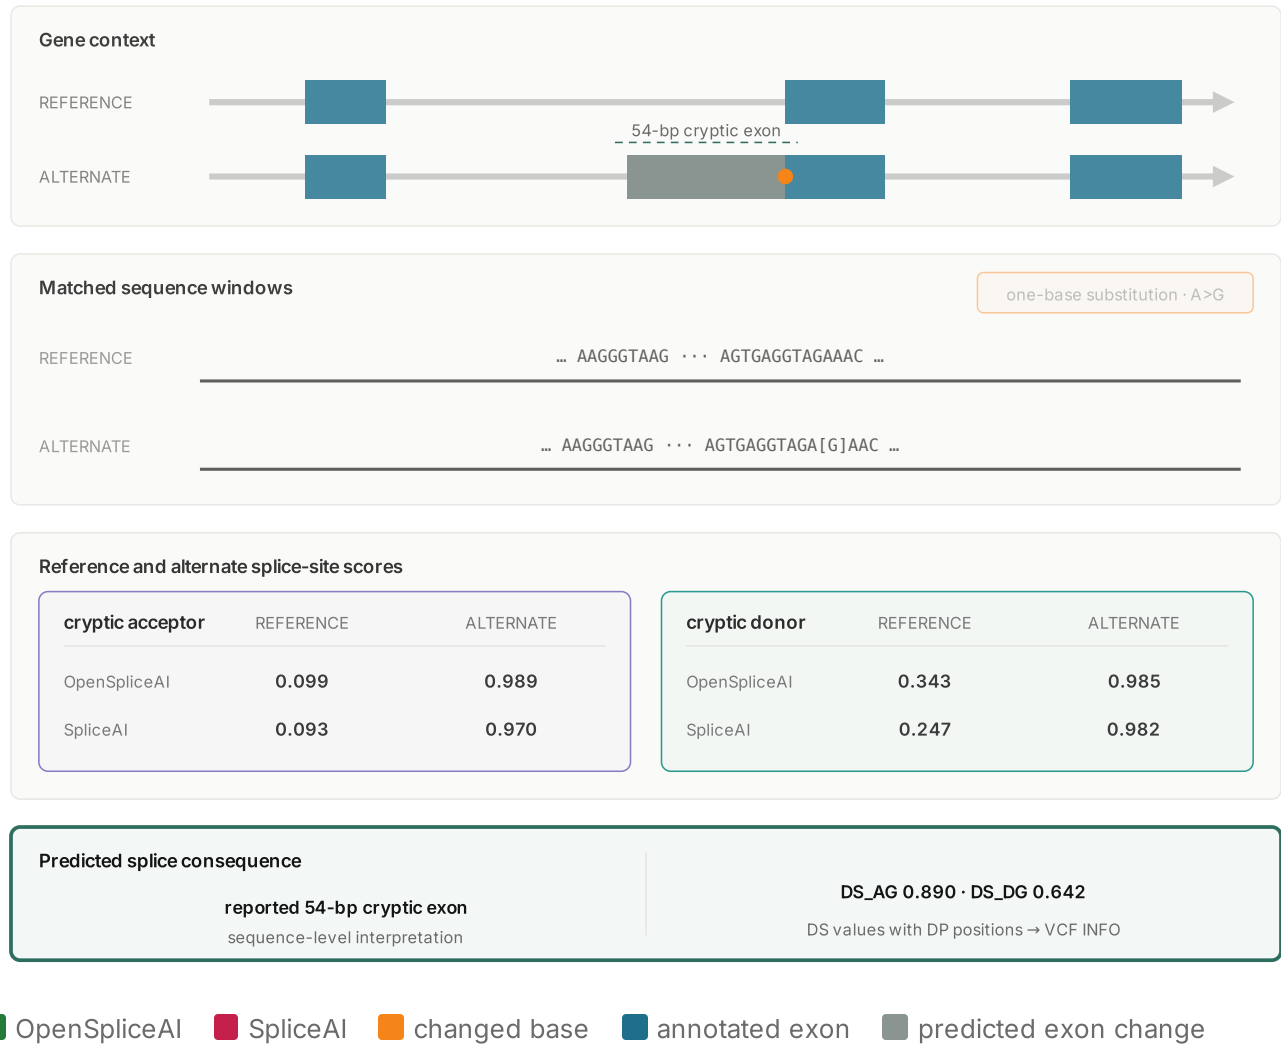 Gene context
REFERENCE
54-bp cryptic exon
ALTERNATE
Matched sequence windows
one-base substitution · A>G
REFERENCE
… AAGGGTAAG ··· AGTGAGGTAGAAAC …
ALTERNATE
… AAGGGTAAG ··· AGTGAGGTAGA[G]AAC …
Reference and alternate splice-site scores
cryptic acceptor REFERENCE ALTERNATE
OpenSpliceAI 0.099 0.989
SpliceAI 0.093 0.970
cryptic donor REFERENCE ALTERNATE
OpenSpliceAI 0.343 0.985
SpliceAI 0.247 0.982
Predicted splice consequence
reported 54-bp cryptic exon
sequence-level interpretation
DS_AG 0.890 · DS_DG 0.642
DS values with DP positions → VCF INFO
OpenSpliceAI SpliceAI changed base annotated exon predicted exon change